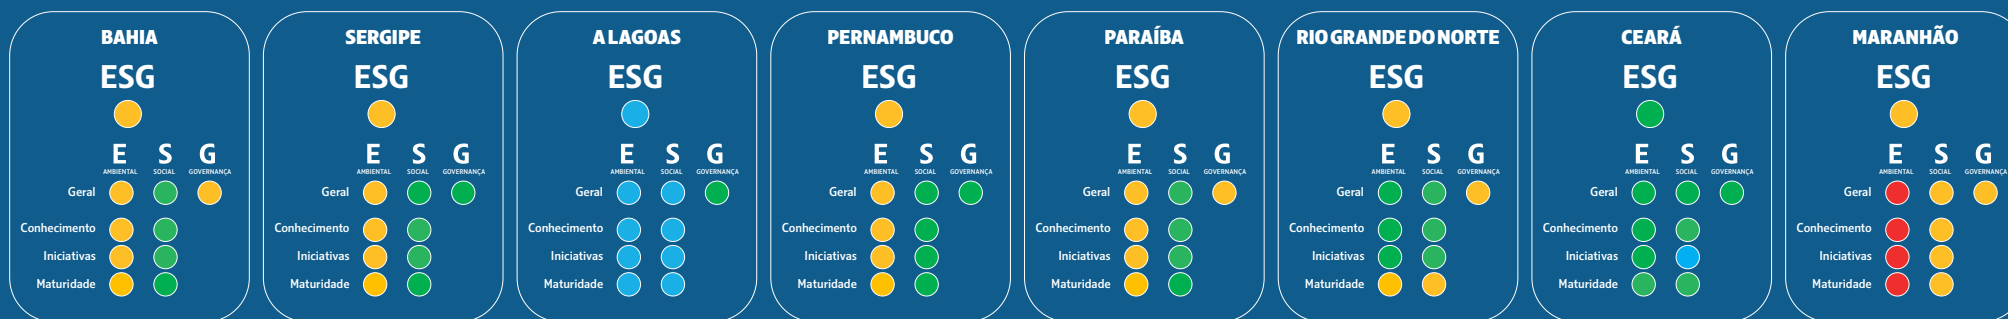 BAHIA
ESG
E S G
AMBIENTAL SOCIAL GOVERNANÇA
Geral
Conhecimento
Iniciativas
Maturidade
SERGIPE
ESG
E S G
AMBIENTAL SOCIAL GOVERNANÇA
Geral
Conhecimento
Iniciativas
Maturidade
ALAGOAS
ESG
E S G
AMBIENTAL SOCIAL GOVERNANÇA
Geral
Conhecimento
Iniciativas
Maturidade
PERNAMBUCO
ESG
E S G
AMBIENTAL SOCIAL GOVERNANÇA
Geral
Conhecimento
Iniciativas
Maturidade
PARAÍBA
ESG
E S G
AMBIENTAL SOCIAL GOVERNANÇA
Geral
Conhecimento
Iniciativas
Maturidade
RIO GRANDE DO NORTE
ESG
E S G
AMBIENTAL SOCIAL GOVERNANÇA
Geral
Conhecimento
Iniciativas
Maturidade
CEARÁ
ESG
E S G
AMBIENTAL SOCIAL GOVERNANÇA
Geral
Conhecimento
Iniciativas
Maturidade
MARANHÃO
ESG
E S G
AMBIENTAL SOCIAL GOVERNANÇA
Geral
Conhecimento
Iniciativas
Maturidade